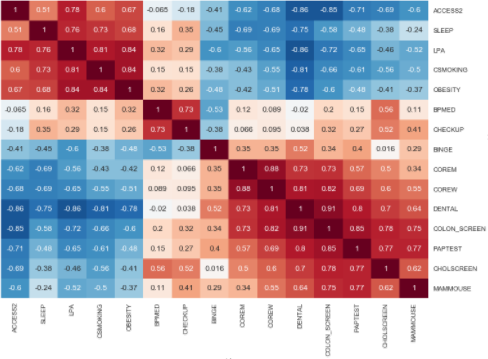 1 0.51 0.78 0.6 0.67 -0.065 -0.18 -0.41 -0.62 -0.68 -0.86 -0.85 -0.71 -0.69 -0.6 ACCESS2
0.51 1 0.76 0.73 0.68 0.16 0.35 -0.45 -0.69 -0.69 -0.75 -0.58 -0.48 -0.38 -0.24 SLEEP
0.78 0.76 1 0.81 0.84 0.32 0.29 -0.6 -0.56 -0.65 -0.86 -0.72 -0.65 -0.46 -0.52 LPA
0.6 0.73 0.81 1 0.84 0.15 0.15 -0.38 -0.43 -0.55 -0.81 -0.66 -0.61 -0.56 -0.5 CSMOKING
0.67 0.68 0.84 0.84 1 0.32 0.26 -0.48 -0.42 -0.51 -0.78 -0.6 -0.48 -0.41 -0.37 OBESITY
-0.065 0.16 0.32 0.15 0.32 1 0.73 -0.53 0.12 0.089 -0.02 0.2 0.15 0.56 0.11 BPMED
-0.18 0.35 0.29 0.15 0.26 0.73 1 -0.38 0.066 0.095 0.038 0.32 0.27 0.52 0.41 CHECKUP
-0.41 -0.45 -0.6 -0.38 -0.48 -0.53 -0.38 1 0.35 0.35 0.52 0.34 0.4 0.016 0.29 BINGE
-0.62 -0.69 -0.56 -0.43 -0.42 0.12 0.066 0.35 1 0.88 0.73 0.73 0.57 0.5 0.34 COREM
-0.68 -0.69 -0.65 -0.55 -0.51 0.089 0.095 0.35 0.88 1 0.81 0.82 0.69 0.6 0.55 COREW
-0.86 -0.75 -0.86 -0.81 -0.78 -0.02 0.038 0.52 0.73 0.81 1 0.91 0.8 0.7 0.64 DENTAL
-0.85 -0.58 -0.72 -0.66 -0.6 0.2 0.32 0.34 0.73 0.82 0.91 1 0.85 0.78 0.75 COLON_SCREEN
-0.71 -0.48 -0.65 -0.61 -0.48 0.15 0.27 0.4 0.57 0.69 0.8 0.85 1 0.77 0.77 PAPTEST
-0.69 -0.38 -0.46 -0.56 -0.41 0.56 0.52 0.016 0.5 0.6 0.7 0.78 0.77 1 0.62 CHOLSCREEN
-0.6 -0.24 -0.52 -0.5 -0.37 0.11 0.41 0.29 0.34 0.55 0.64 0.75 0.77 0.62 1 MAMMOUSE
ACCESS2 SLEEP LPA CSMOKING OBESITY BPMED CHECKUP BINGE COREM COREW DENTAL COLON_SCREEN PAPTEST CHOLSCREEN MAMMOUSE